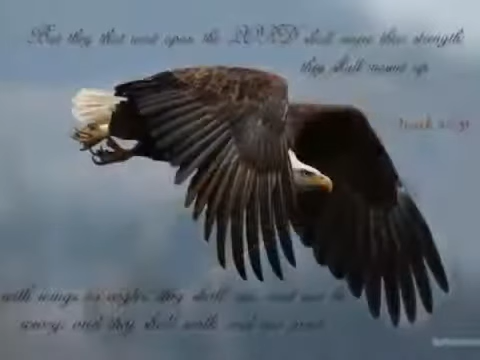 But they that wait upon the LORD shall renew their strength
they shall mount up
Isaiah 40:31
with wings as eagles they shall run and not be
weary; and they shall walk and not faint